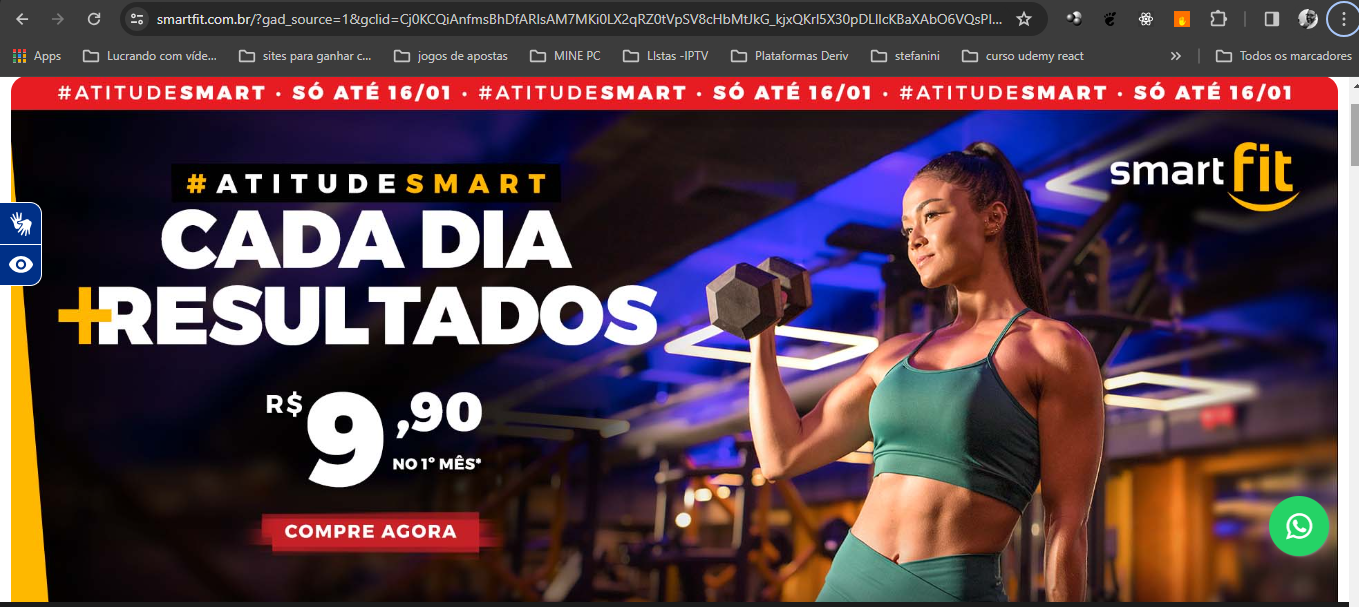 smartfit.com.br/?gad_source=1&gclid=Cj0KCQiAnfmsBhDfARIsAM7MKi0LX2qRZ0tVpSV8cHbMtJkG_kjxQKrI5X30pDLIlcKBaXAbO6VQsPI...
Apps Lucrando com víde... sites para ganhar c... jogos de apostas MINE PC LIstas -IPTV Plataformas Deriv stefanini curso udemy react » Todos os marcadores
#ATITUDESMART • SÓ ATÉ 16/01 • #ATITUDESMART • SÓ ATÉ 16/01 • #ATITUDESMART • SÓ ATÉ 16/01
smart fit
#ATITUDESMART
CADA DIA
+RESULTADOS
R$ 9,90
NO 1º MÊS*
COMPRE AGORA